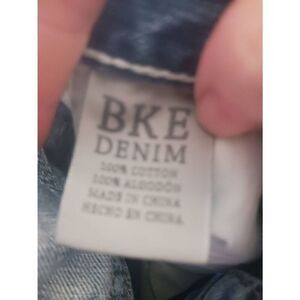 BKE
DENIM
100% COTTON
100% ALGODÓN
MADE IN CHINA
HECHO EN CHINA